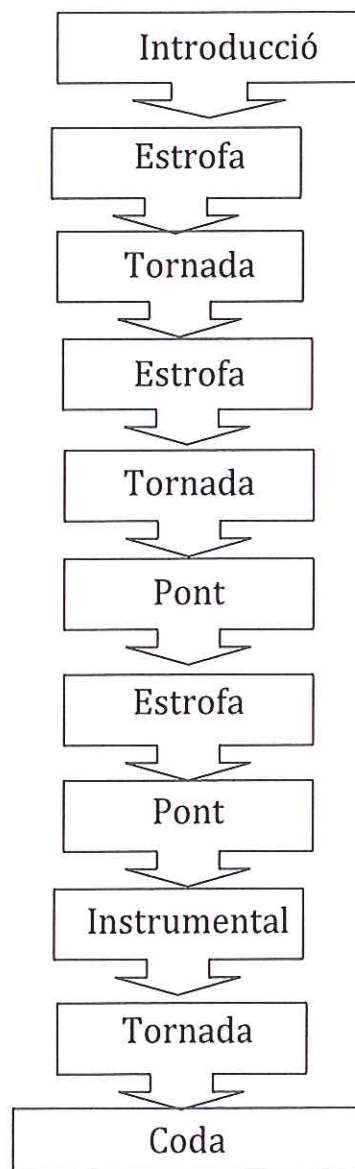 Introducció
Estrofa
Tornada
Estrofa
Tornada
Pont
Estrofa
Pont
Instrumental
Tornada
Coda